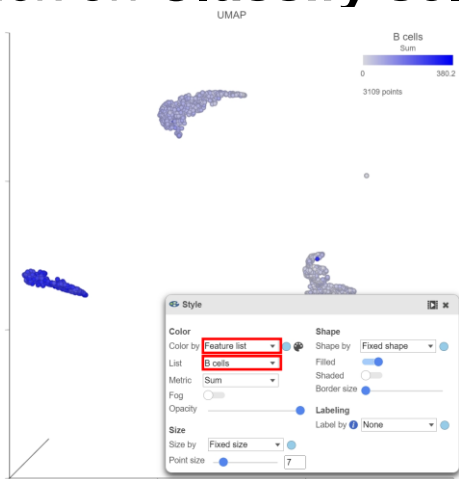 UMAP
B cells
Sum
0 380.2
3109 points
Style
Color
Color by Feature list
List B cells
Metric Sum
Fog
Opacity
Size
Size by Fixed size
Point size 7
Shape
Shape by Fixed shape
Filled
Shaded
Border size
Labeling
Label by None